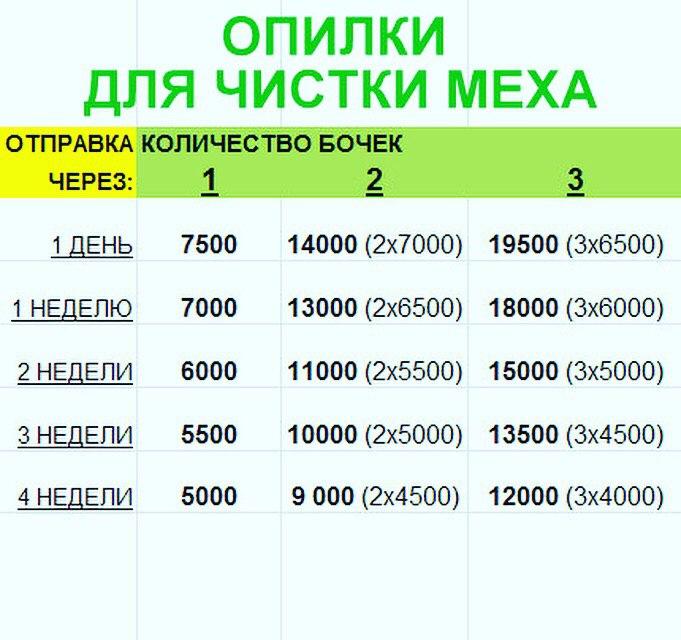 ОПИЛКИ
ДЛЯ ЧИСТКИ МЕХА
ОТПРАВКА КОЛИЧЕСТВО БОЧЕК
ЧЕРЕЗ: 1 2 3
1 ДЕНЬ 7500 14000 (2х7000) 19500 (3х6500)
1 НЕДЕЛЮ 7000 13000 (2х6500) 18000 (3х6000)
2 НЕДЕЛИ 6000 11000 (2х5500) 15000 (3х5000)
3 НЕДЕЛИ 5500 10000 (2х5000) 13500 (3х4500)
4 НЕДЕЛИ 5000 9 000 (2х4500) 12000 (3х4000)